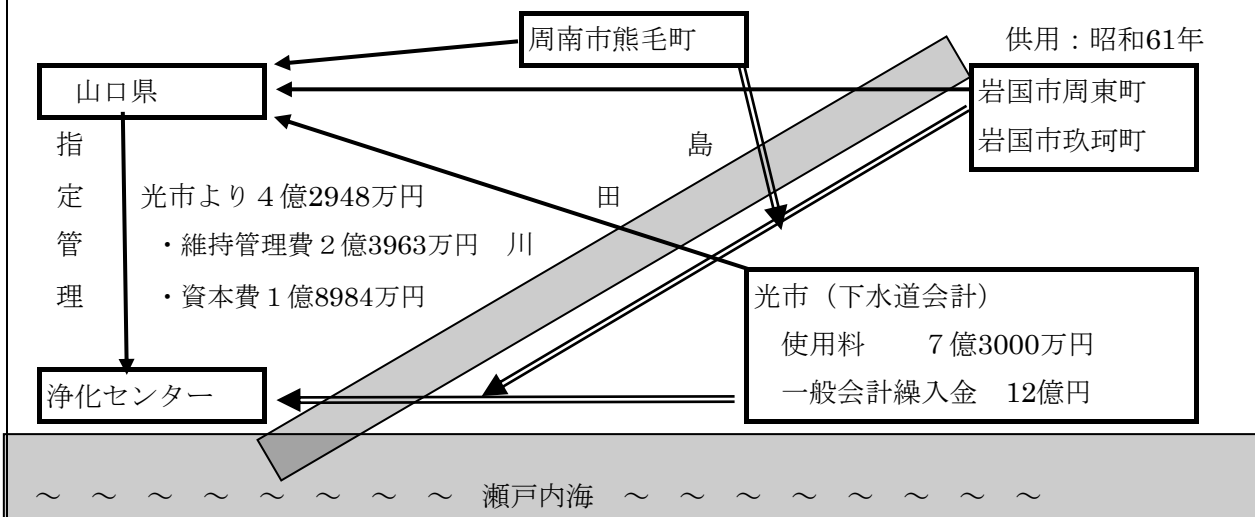 周南市熊毛町
供用：昭和61年
山口県
岩国市周東町
岩国市玖珂町
指定管理
島田川
光市より４億2948万円
・維持管理費２億3963万円
・資本費１億8984万円
光市（下水道会計）
使用料　７億3000万円
一般会計繰入金　12億円
浄化センター
～　～　～　～　～　～　～　～　瀬戸内海　～　～　～　～　～　～　～　～　～